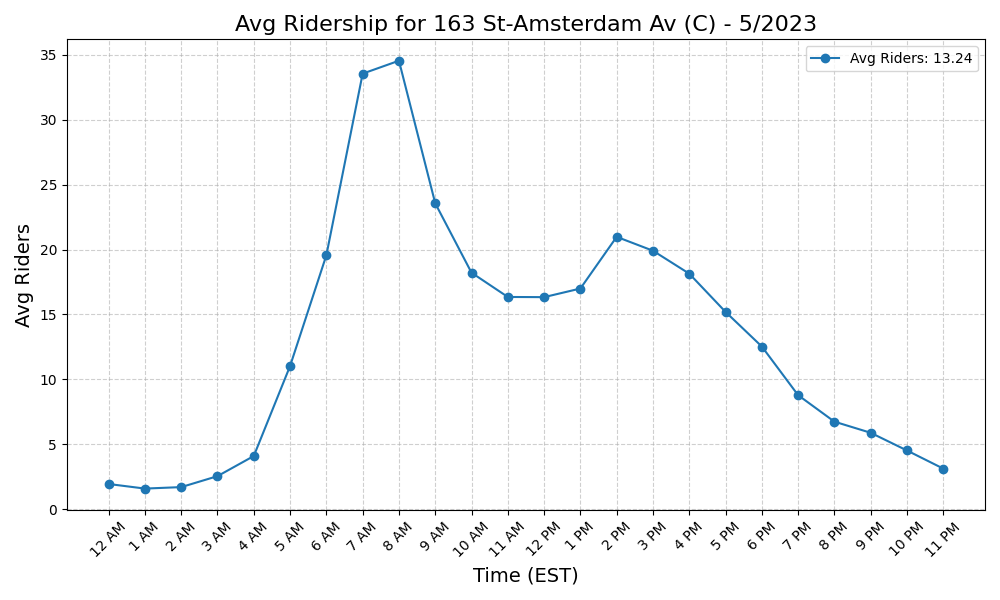 Avg Ridership for 163 St-Amsterdam Av (C) - 5/2023
Avg Riders: 13.24
Avg Riders
35
30
25
20
15
10
5
0
12 AM
1 AM
2 AM
3 AM
4 AM
5 AM
6 AM
7 AM
8 AM
9 AM
10 AM
11 AM
12 PM
1 PM
2 PM
3 PM
4 PM
5 PM
6 PM
7 PM
8 PM
9 PM
10 PM
11 PM
Time (EST)